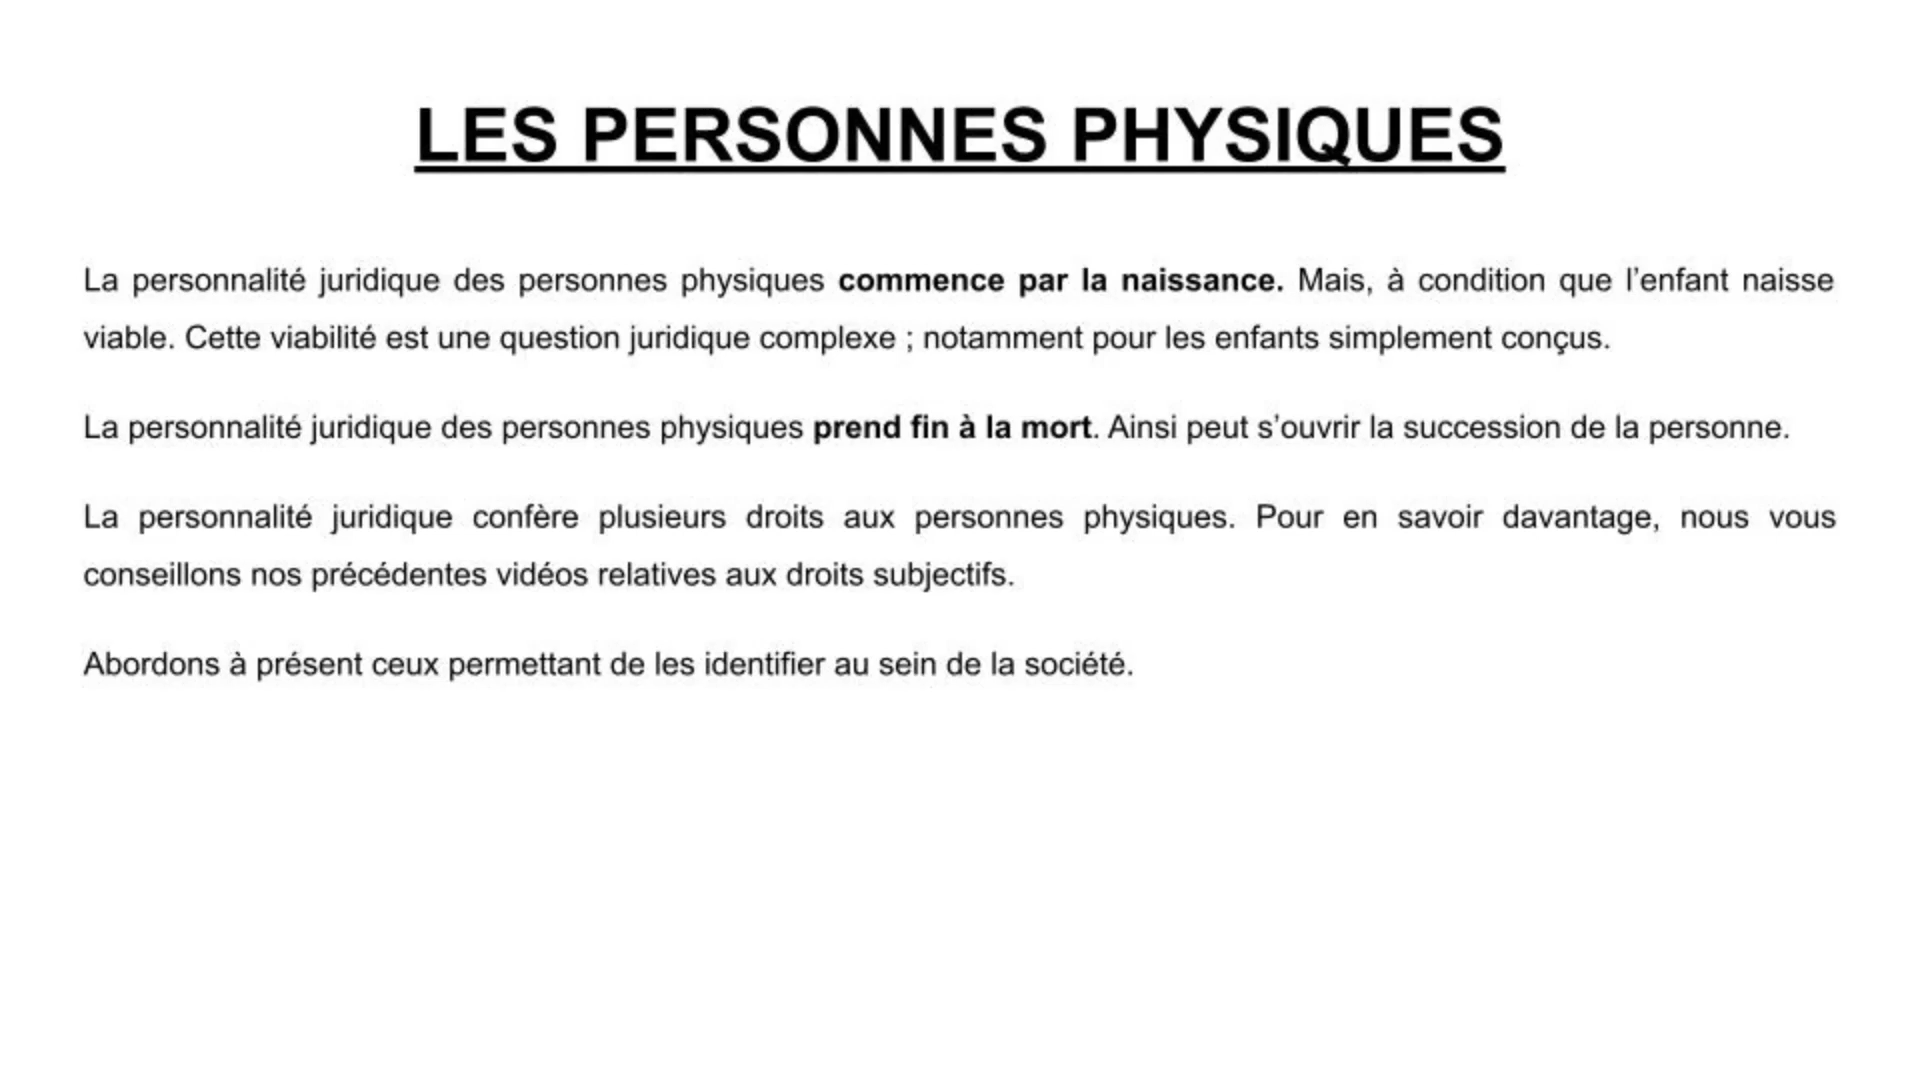 LES PERSONNES PHYSIQUES
La personnalité juridique des personnes physiques commence par la naissance. Mais, à condition que l’enfant naisse
viable. Cette viabilité est une question juridique complexe ; notamment pour les enfants simplement conçus.
La personnalité juridique des personnes physiques prend fin à la mort. Ainsi peut s’ouvrir la succession de la personne.
La personnalité juridique confère plusieurs droits aux personnes physiques. Pour en savoir davantage, nous vous
conseillons nos précédentes vidéos relatives aux droits subjectifs.
Abordons à présent ceux permettant de les identifier au sein de la société.